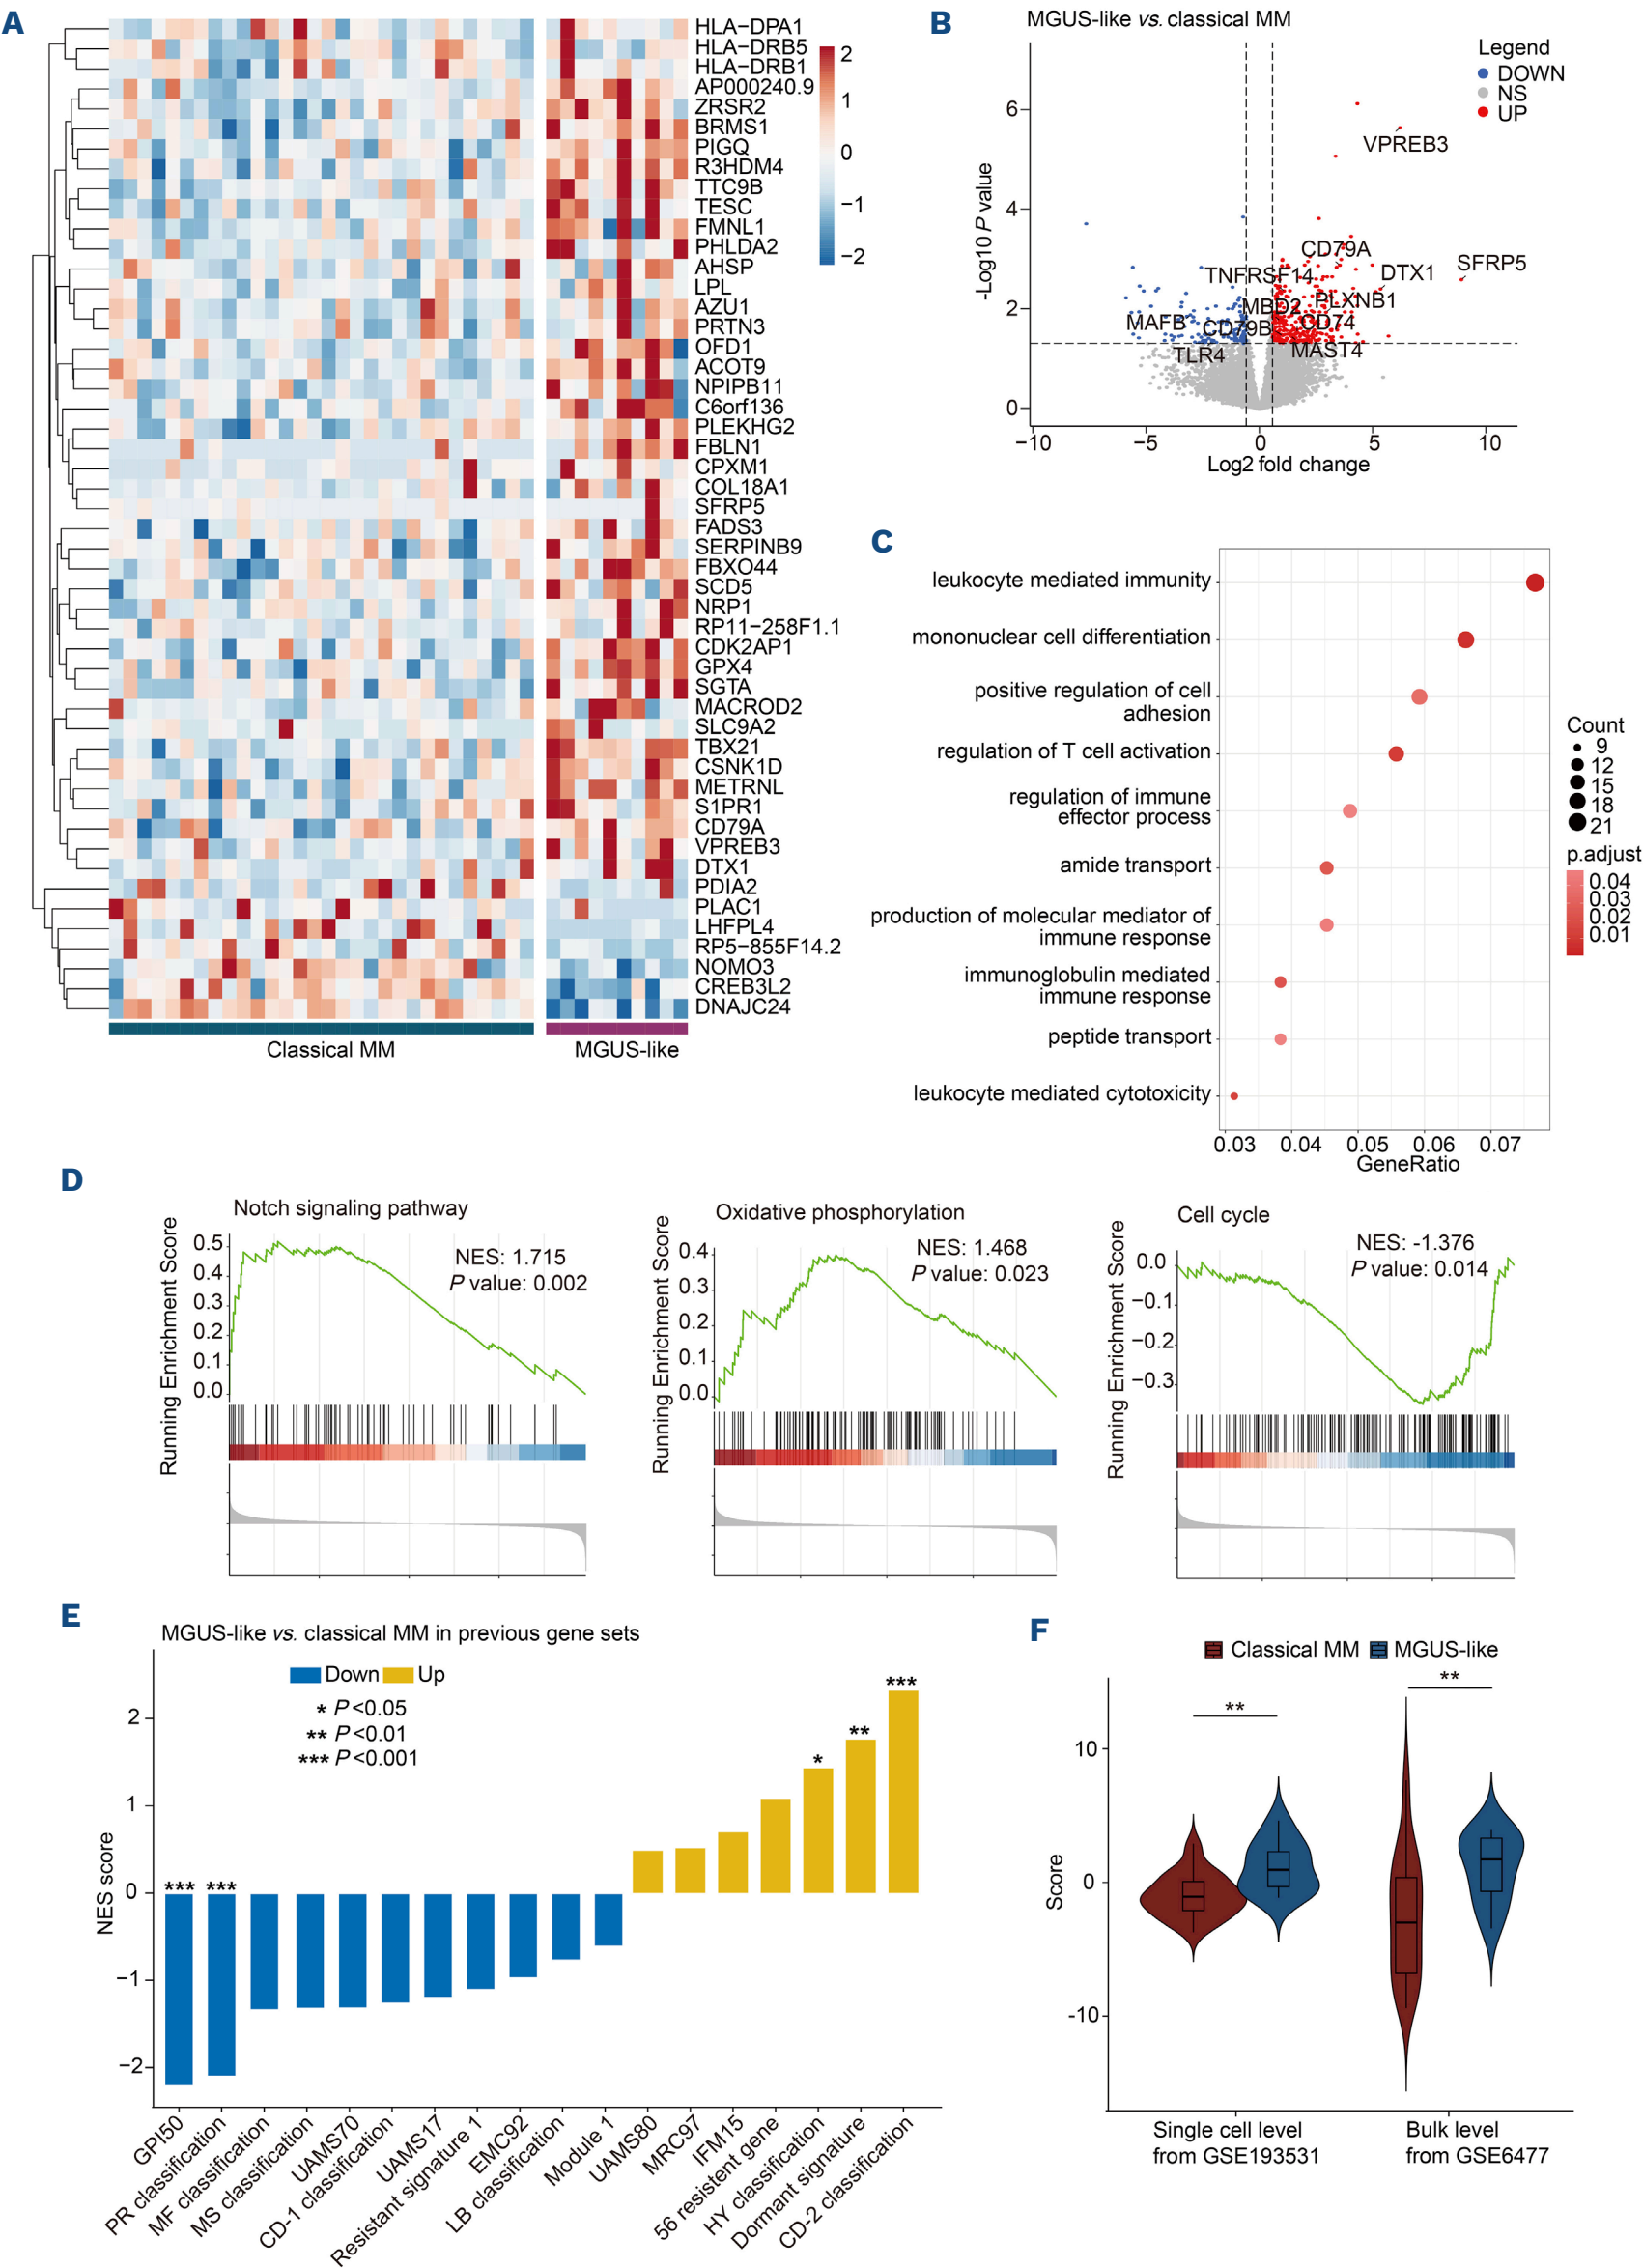 A
HLA−DPA1
HLA−DRB5
HLA−DRB1
AP000240.9
ZRSR2
BRMS1
PIGQ
R3HDM4
TTC9B
TESC
FMNL1
PHLDA2
AHSP
LPL
AZU1
PRTN3
OFD1
ACOT9
NPIPB11
C6orf136
PLEKHG2
FBLN1
CPXM1
COL18A1
SFRP5
FADS3
SERPINB9
FBXO44
SCD5
NRP1
RP11−258F1.1
CDK2AP1
GPX4
SGTA
MACROD2
SLC9A2
TBX21
CSNK1D
METRNL
S1PR1
CD79A
VPREB3
DTX1
PDIA2
PLAC1
LHFPL4
RP5−855F14.2
NOMO3
CREB3L2
DNAJC24
2
1
0
−1
−2
Classical MM
MGUS-like
B
MGUS-like vs. classical MM
Legend
DOWN
NS
UP
-Log10 P value
6
4
2
0
VPREB3
CD79A
TNFRSF14
DTX1
SFRP5
MBD2
PLXNB1
MAFB
CD79B
CD74
TLR4
MAST4
−10
−5
0
5
10
Log2 fold change
C
leukocyte mediated immunity
mononuclear cell differentiation
positive regulation of cell
adhesion
regulation of T cell activation
regulation of immune
effector process
amide transport
production of molecular mediator of
immune response
immunoglobulin mediated
immune response
peptide transport
leukocyte mediated cytotoxicity
0.03
0.04
0.05
0.06
0.07
GeneRatio
Count
9
12
15
18
21
p.adjust
0.04
0.03
0.02
0.01
D
Notch signaling pathway
Running Enrichment Score
0.5
0.4
0.3
0.2
0.1
0.0
NES: 1.715
P value: 0.002
Oxidative phosphorylation
Running Enrichment Score
0.4
0.3
0.2
0.1
0.0
NES: 1.468
P value: 0.023
Cell cycle
Running Enrichment Score
0.0
−0.1
−0.2
−0.3
NES: -1.376
P value: 0.014
E
MGUS-like vs. classical MM in previous gene sets
Down
Up
* P<0.05
** P<0.01
*** P<0.001
NES score
2
1
0
−1
−2
***
***
*
**
***
GPI50
PR classification
MF classification
MS classification
UAMS70
CD-1 classification
UAMS17
Resistant signature 1
EMC92
LB classification
Module 1
UAMS80
MRC97
IFM15
56 resistent gene
HY classification
Dormant signature
CD-2 classification
F
Classical MM
MGUS-like
**
**
Score
10
0
-10
Single cell level
from GSE193531
Bulk level
from GSE6477